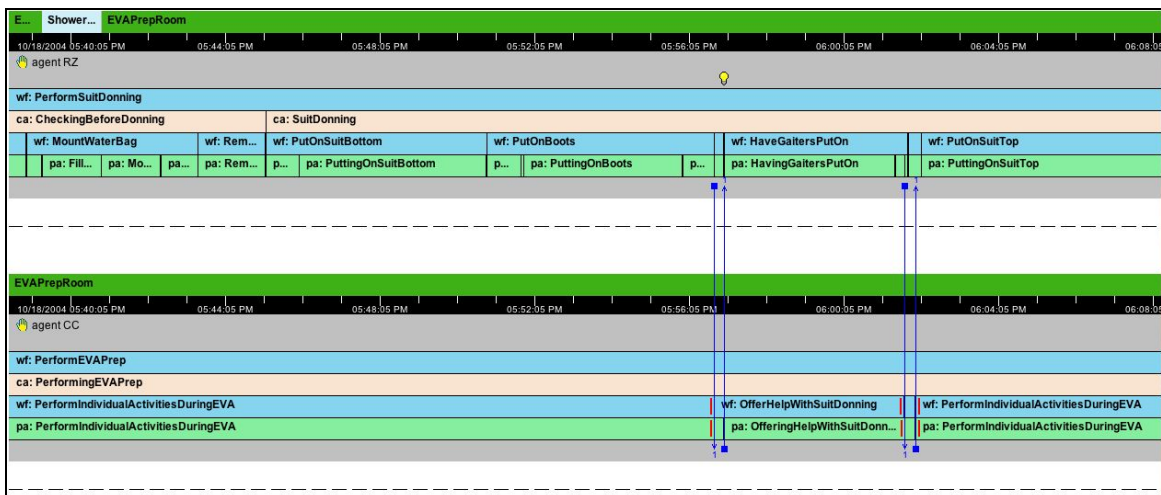 E... Shower... EVAPrepRoom
10/18/2004 05:40:05 PM 05:44:05 PM 05:48:05 PM 05:52:05 PM 05:56:05 PM 06:00:05 PM 06:04:05 PM 06:08:05
agent RZ
wf: PerformSuitDonning
ca: CheckingBeforeDonning ca: SuitDonning
wf: MountWaterBag wf: Rem... wf: PutOnSuitBottom wf: PutOnBoots wf: HaveGaitersPutOn wf: PutOnSuitTop
pa: Fill... pa: Mo... pa... pa: Rem... p... pa: PuttingOnSuitBottom p... pa: PuttingOnBoots p... pa: HavingGaitersPutOn pa: PuttingOnSuitTop
1 1
EVAPrepRoom
10/18/2004 05:40:05 PM 05:44:05 PM 05:48:05 PM 05:52:05 PM 05:56:05 PM 06:00:05 PM 06:04:05 PM 06:08:05
agent CC
wf: PerformEVAPrep
ca: PerformingEVAPrep
wf: PerformIndividualActivitiesDuringEVA wf: OfferHelpWithSuitDonning wf: PerformIndividualActivitiesDuringEVA
pa: PerformIndividualActivitiesDuringEVA pa: OfferingHelpWithSuitDonn... pa: PerformIndividualActivitiesDuringEVA
1 1